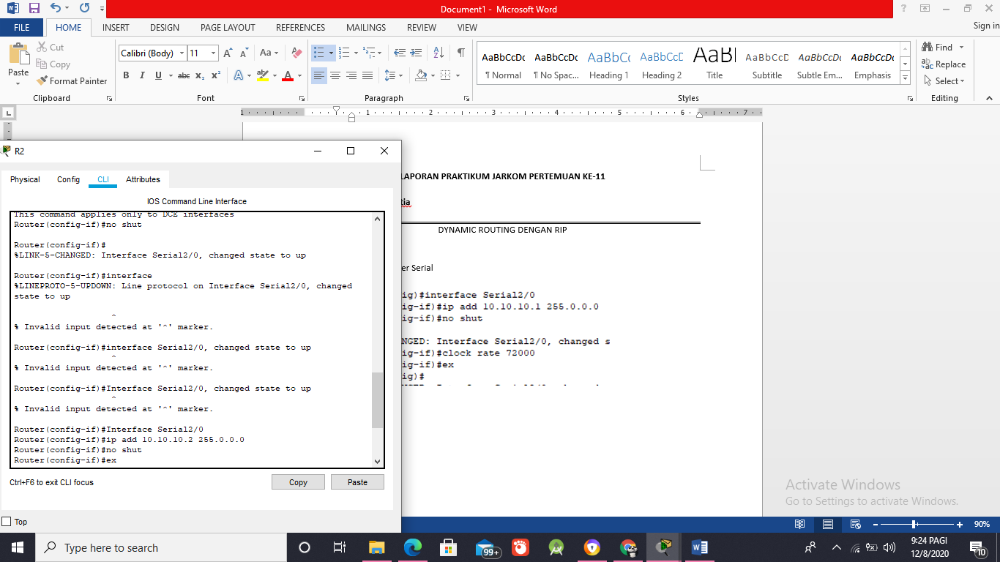 Document1 - Microsoft Word
FILE HOME INSERT DESIGN PAGE LAYOUT REFERENCES MAILINGS REVIEW VIEW Sign in
Paste
Cut
Copy
Format Painter
Clipboard
Calibri (Body) 11
Font
Paragraph
AaBbCcDc AaBbCcDc AaBbCc AaBbCcD AaB AaBbCcD AaBbCcDc AaBbCcDc
¶ Normal ¶ No Spac... Heading 1 Heading 2 Title Subtitle Subtle Em... Emphasis
Styles
Find
Replace
Select
Editing
1 1 2 3 4 5 6 7
LAPORAN PRAKTIKUM JARKOM PERTEMUAN KE-11
tia
DYNAMIC ROUTING DENGAN RIP
er Serial
ig)#interface Serial2/0
ig-if)#ip add 10.10.10.1 255.0.0.0
ig-if)#no shut
NGED: Interface Serial2/0, changed s
ig-if)#clock rate 72000
ig-if)#ex
ig)#
R2
Physical Config CLI Attributes
IOS Command Line Interface
This command applies only to DCE interfaces
Router(config-if)#no shut
Router(config-if)#
%LINK-5-CHANGED: Interface Serial2/0, changed state to up
Router(config-if)#interface
%LINEPROTO-5-UPDOWN: Line protocol on Interface Serial2/0, changed
state to up
^
% Invalid input detected at '^' marker.
Router(config-if)#interface Serial2/0, changed state to up
^
% Invalid input detected at '^' marker.
Router(config-if)#Interface Serial2/0, changed state to up
^
% Invalid input detected at '^' marker.
Router(config-if)#Interface Serial2/0
Router(config-if)#ip add 10.10.10.2 255.0.0.0
Router(config-if)#no shut
Router(config-if)#ex
Ctrl+F6 to exit CLI focus
Copy Paste
Top
Activate Windows
Go to Settings to activate Windows.
90%
Type here to search
99+
9:24 PAGI
12/8/2020
10